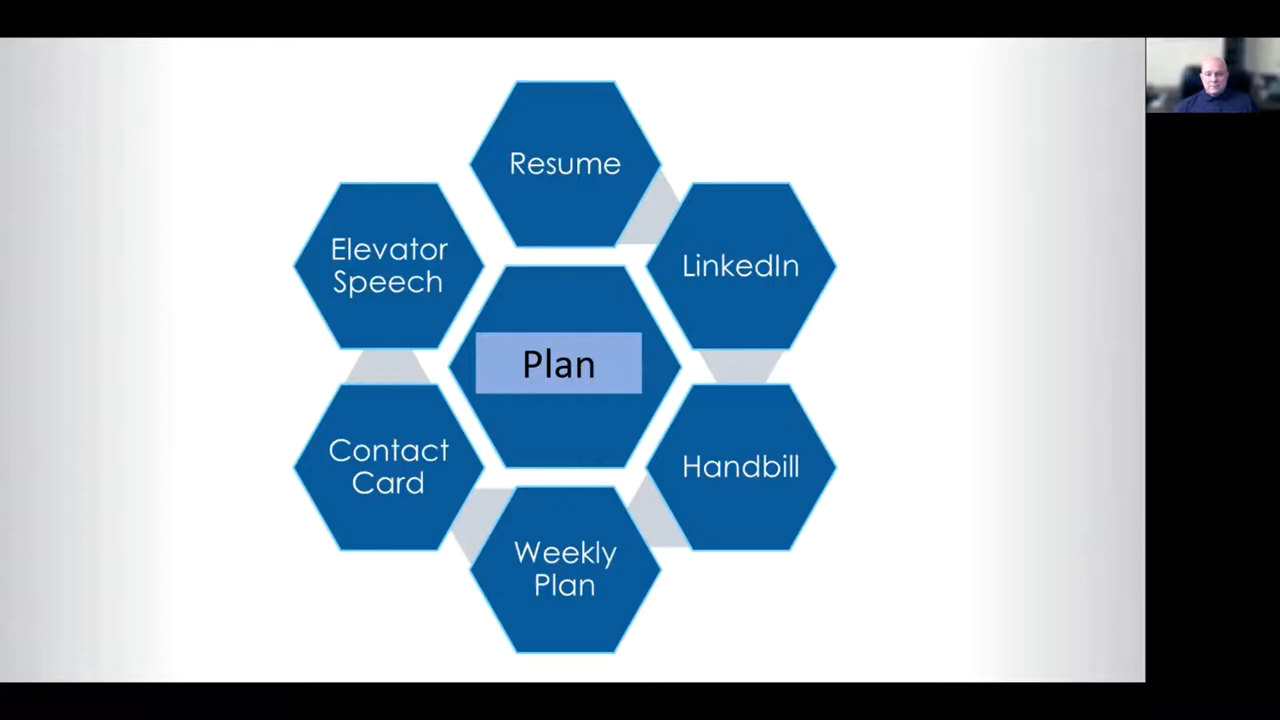 Resume
LinkedIn
Handbill
Weekly
Plan
Contact
Card
Elevator
Speech
Plan